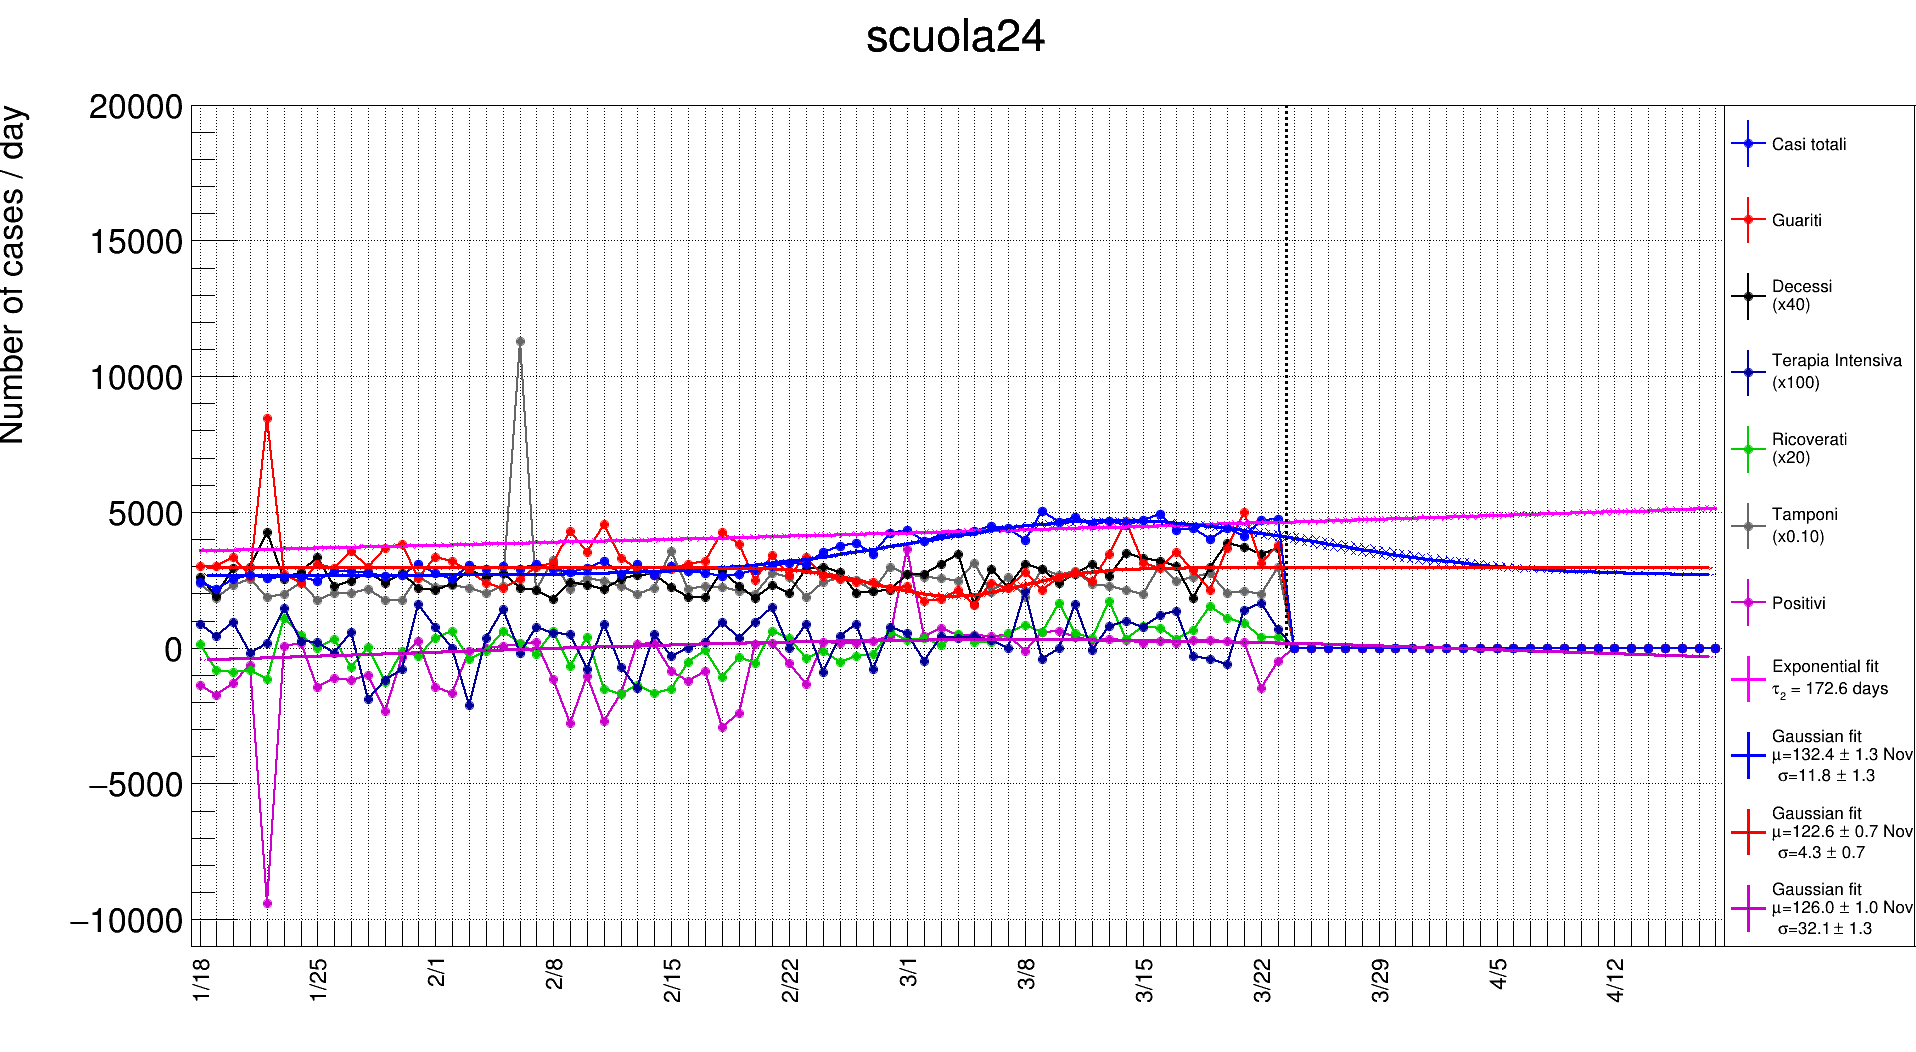 scuola24
Number of cases / day
20000
15000
10000
5000
0
−5000
−10000
1/18
1/25
2/1
2/8
2/15
2/22
3/1
3/8
3/15
3/22
3/29
4/5
4/12
Casi totali
Guariti
Decessi
(x40)
Terapia Intensiva
(x100)
Ricoverati
(x20)
Tamponi
(x0.10)
Positivi
Exponential fit
τ2 = 172.6 days
Gaussian fit
μ=132.4 ± 1.3 Nov
σ=11.8 ± 1.3
Gaussian fit
μ=122.6 ± 0.7 Nov
σ=4.3 ± 0.7
Gaussian fit
μ=126.0 ± 1.0 Nov
σ=32.1 ± 1.3